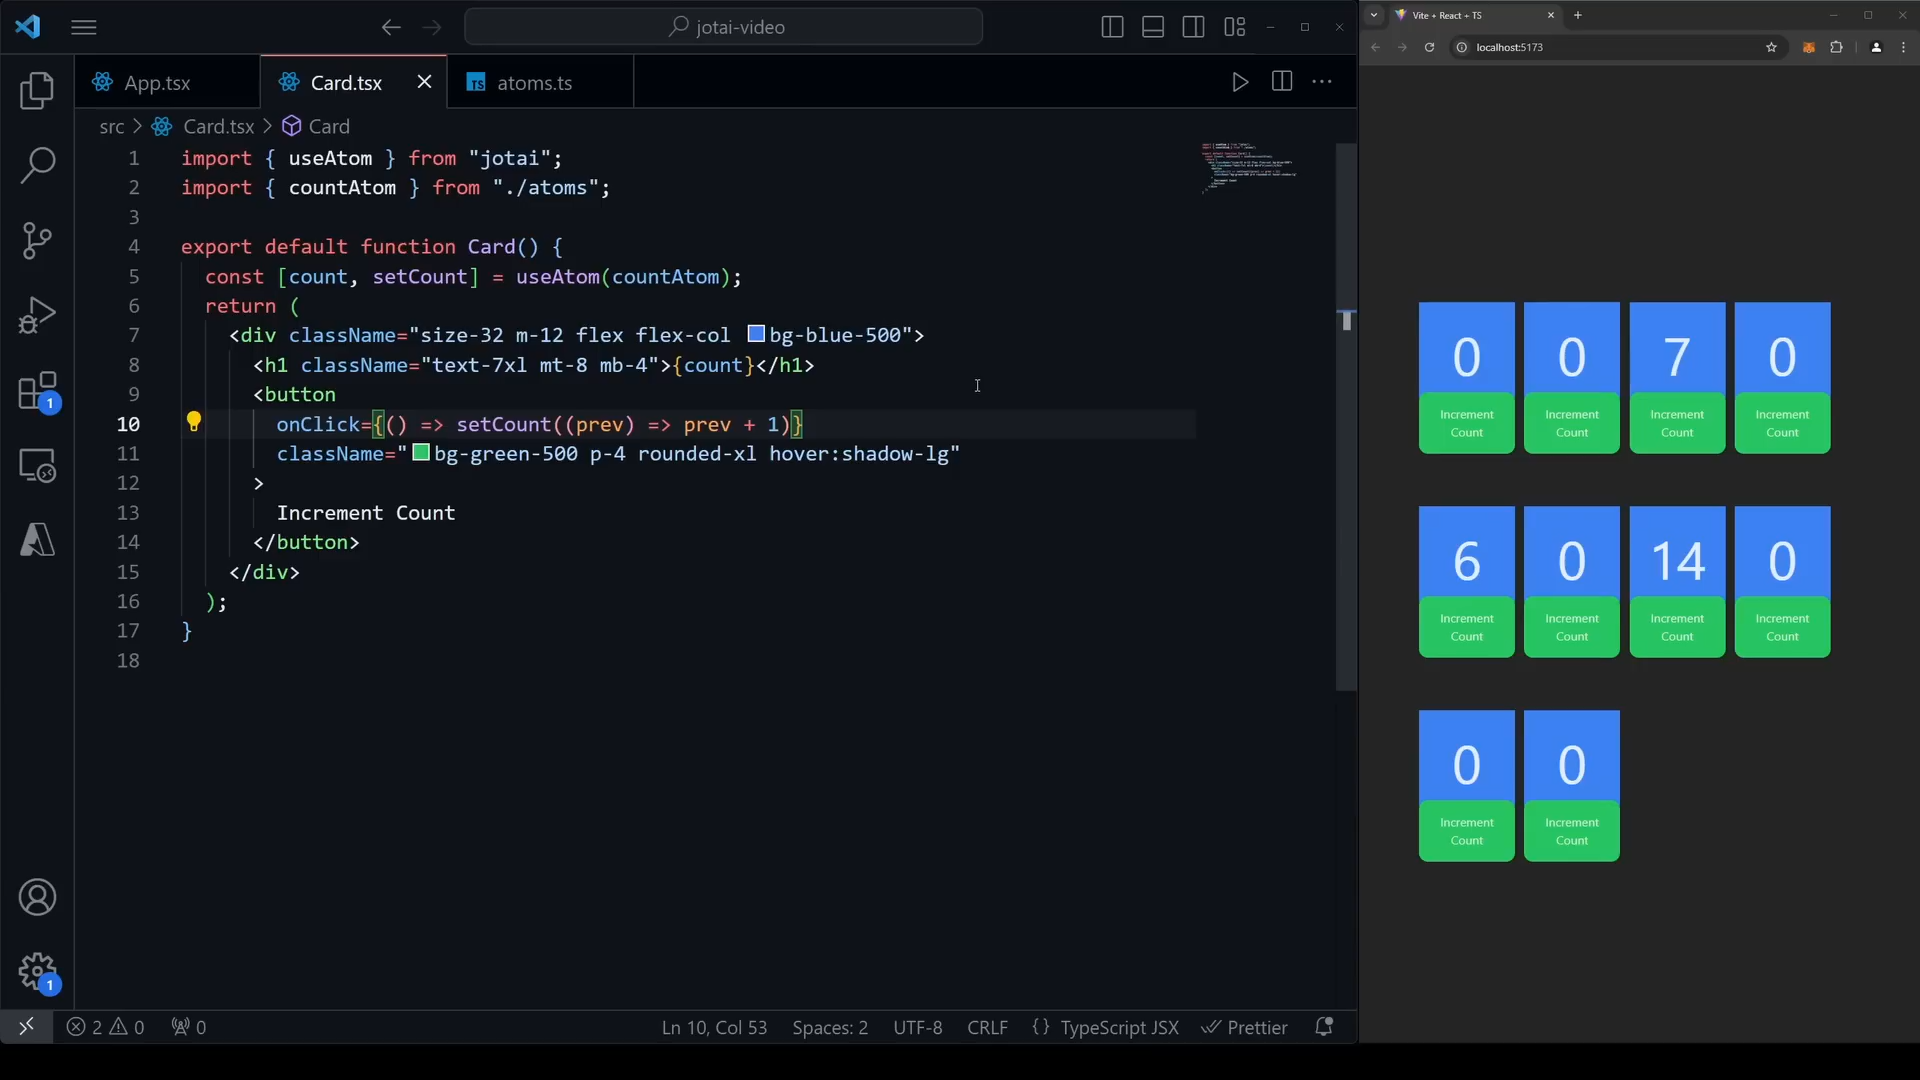 jotai-video
App.tsx
Card.tsx
TS atoms.ts
src > Card.tsx > Card
1 import { useAtom } from "jotai";
2 import { countAtom } from "./atoms";
3
4 export default function Card() {
5 const [count, setCount] = useAtom(countAtom);
6 return (
7 <div className="size-32 m-12 flex flex-col bg-blue-500">
8 <h1 className="text-7xl mt-8 mb-4">{count}</h1>
9 <button
10 onClick={() => setCount((prev) => prev + 1)}
11 className="bg-green-500 p-4 rounded-xl hover:shadow-lg"
12 >
13 Increment Count
14 </button>
15 </div>
16 );
17 }
18
1
1
2 0
0
Ln 10, Col 53
Spaces: 2
UTF-8
CRLF
{} TypeScript JSX
Prettier
Vite + React + TS
localhost:5173
0 0 7 0
Increment Increment Increment Increment
Count Count Count Count
6 0 14 0
Increment Increment Increment Increment
Count Count Count Count
0 0
Increment Increment
Count Count